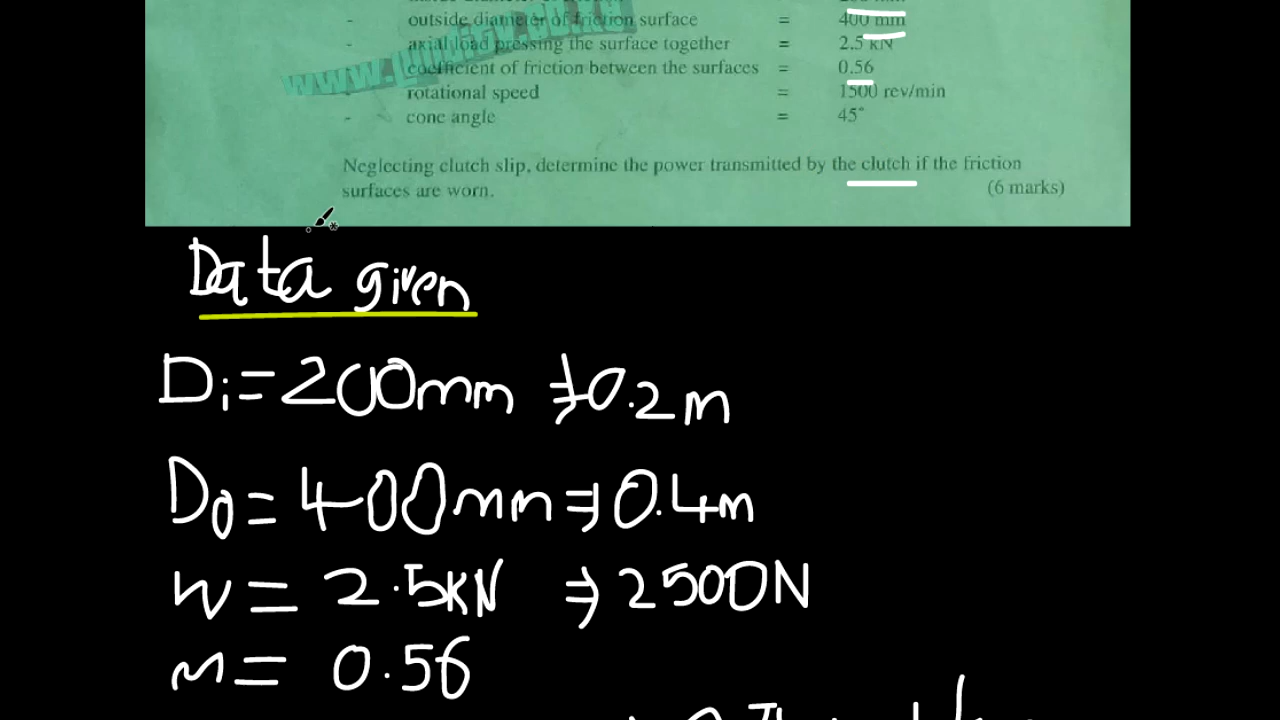 outside diameter of friction surface = 400 mm
- axial load pressing the surface together = 2.5 kN
coefficient of friction between the surfaces = 0.56
- rotational speed = 1500 rev/min
- cone angle = 45°
Neglecting clutch slip, determine the power transmitted by the clutch if the friction
surfaces are worn. (6 marks)
Data given
Di = 200mm ⇒ 0.2m
D0 = 400mm ⇒ 0.4m
W = 2.5KN ⇒ 2500N
M = 0.56